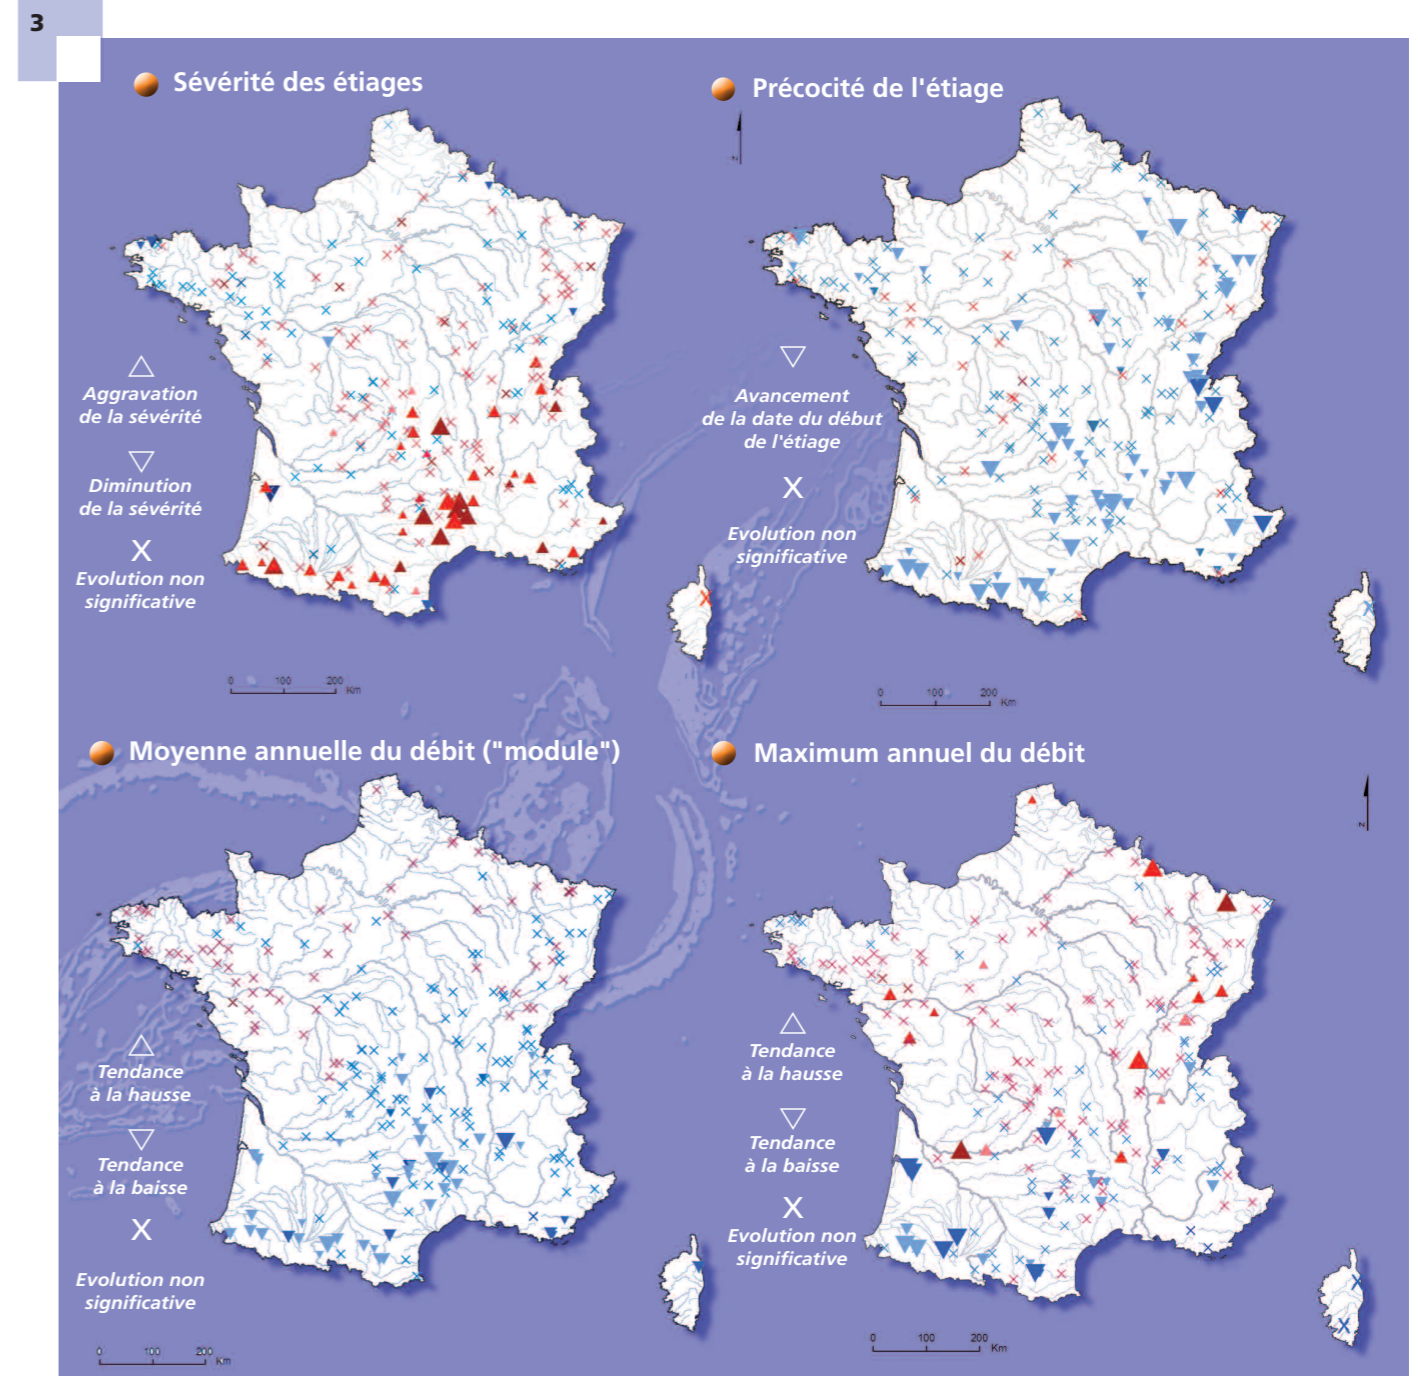 3
Sévérité des étiages
Aggravation
de la sévérité
Diminution
de la sévérité
X
Evolution non
significative
0 100 200
Km
Précocité de l'étiage
N
Avancement
de la date du début
de l'étiage
X
Evolution non
significative
0 100 200
Km
Moyenne annuelle du débit ("module")
Tendance
à la hausse
Tendance
à la baisse
X
Evolution non
significative
0 100 200
Km
Maximum annuel du débit
N
Tendance
à la hausse
Tendance
à la baisse
X
Evolution non
significative
0 100 200
Km